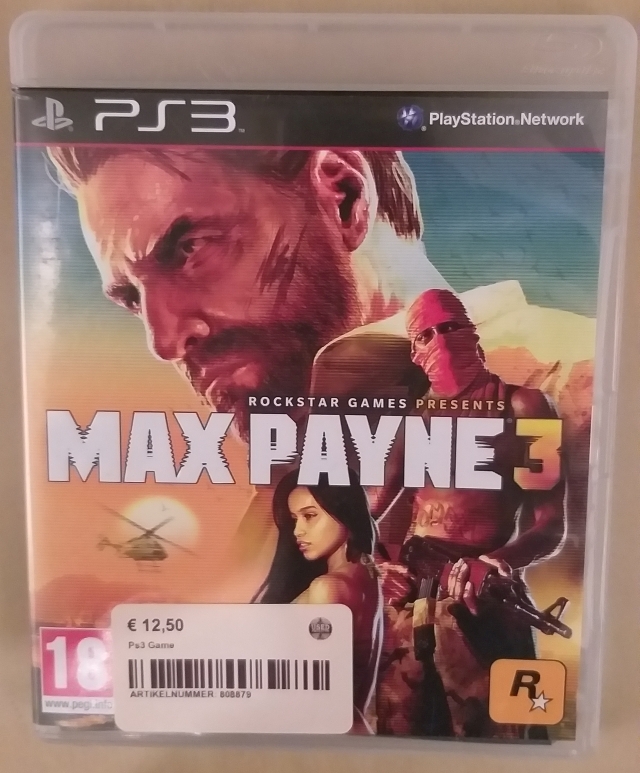 PS3
PlayStation Network
ROCKSTAR GAMES PRESENTS
MAX PAYNE 3
€ 12,50
Ps3 Game
ARTIKELNUMMER 808879
18
www.pegi.info
R